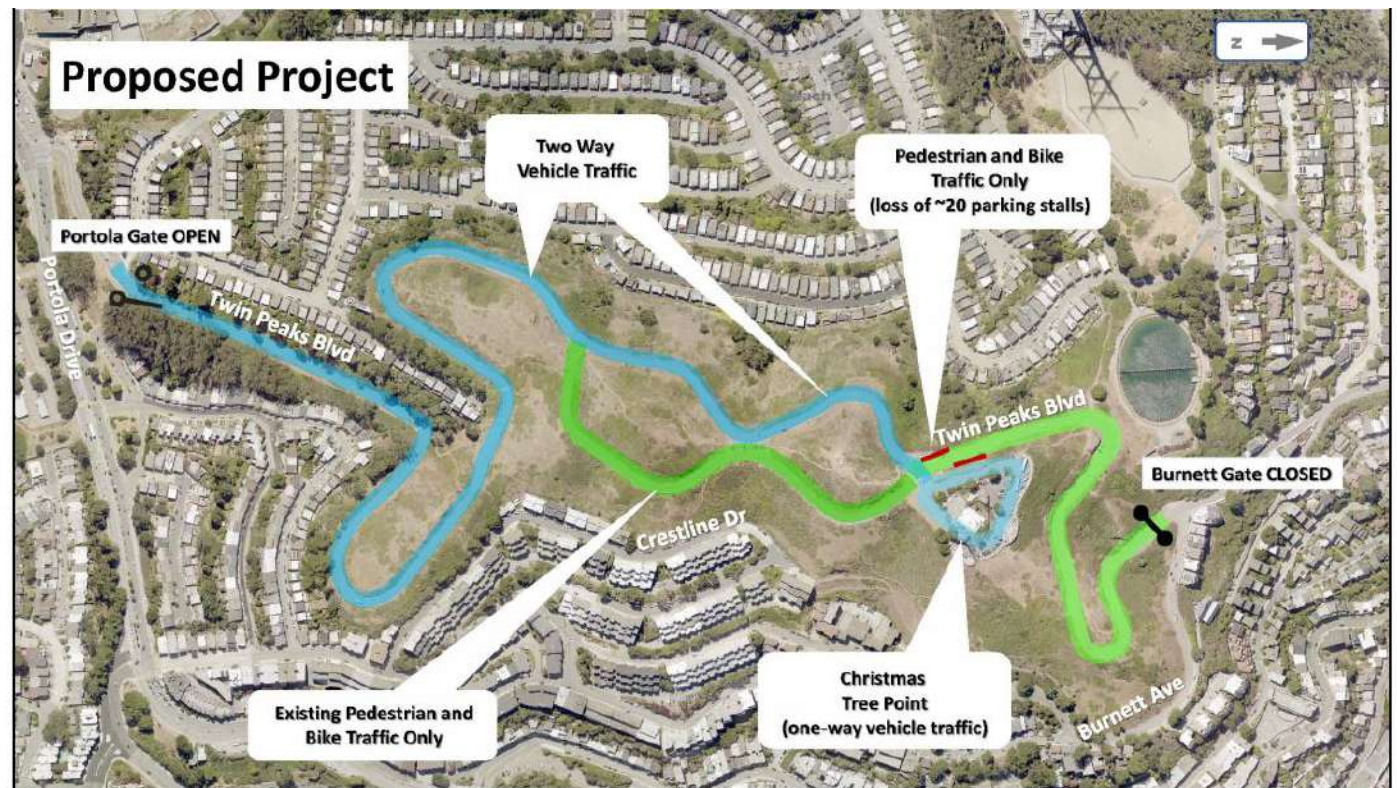 Proposed Project
Z
Two Way
Vehicle Traffic
Pedestrian and Bike
Traffic Only
(loss of ~20 parking stalls)
Portola Gate OPEN
Portola Drive
Twin Peaks Blvd
Twin Peaks Blvd
Burnett Gate CLOSED
Crestline Dr
Existing Pedestrian and
Bike Traffic Only
Christmas
Tree Point
(one-way vehicle traffic)
Burnett Ave